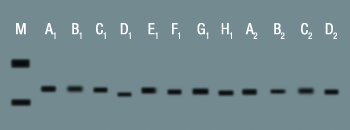 M A₁ B₁ C₁ D₁ E₁ F₁ G₁ H₁ A₂ B₂ C₂ D₂